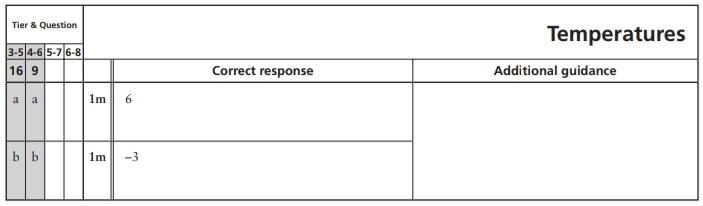 Tier & Question
Temperatures
3-5 4-6 5-7 6-8
16 9 Correct response Additional guidance
a a 1m 6
b b 1m –3